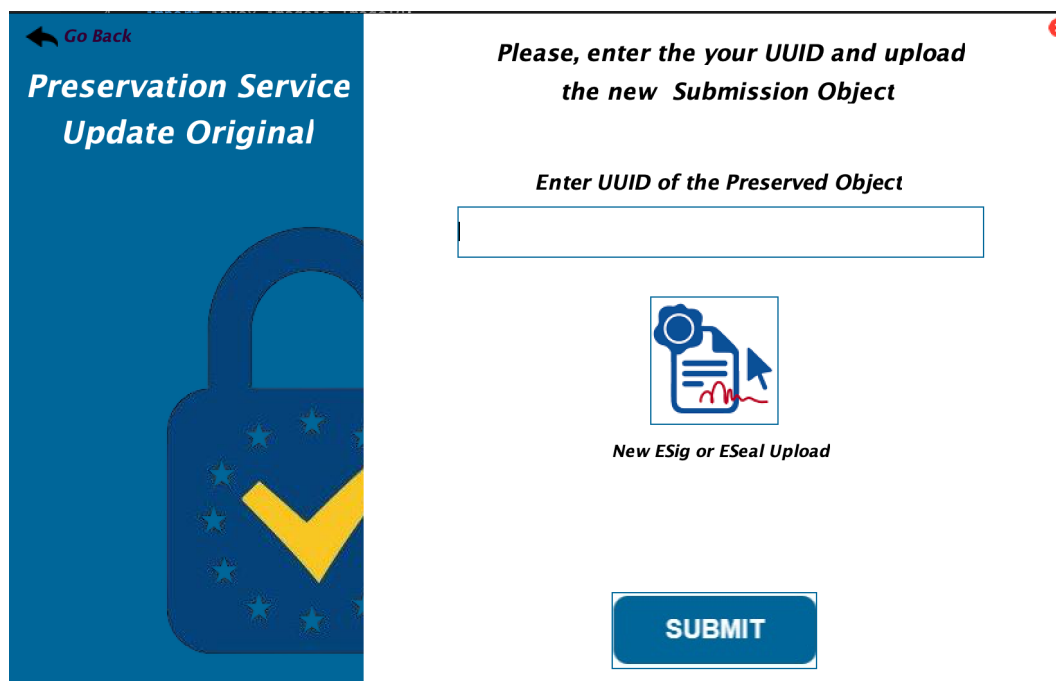 Go Back
Preservation Service
Update Original
Please, enter the your UUID and upload
the new Submission Object
Enter UUID of the Preserved Object
New ESig or ESeal Upload
SUBMIT